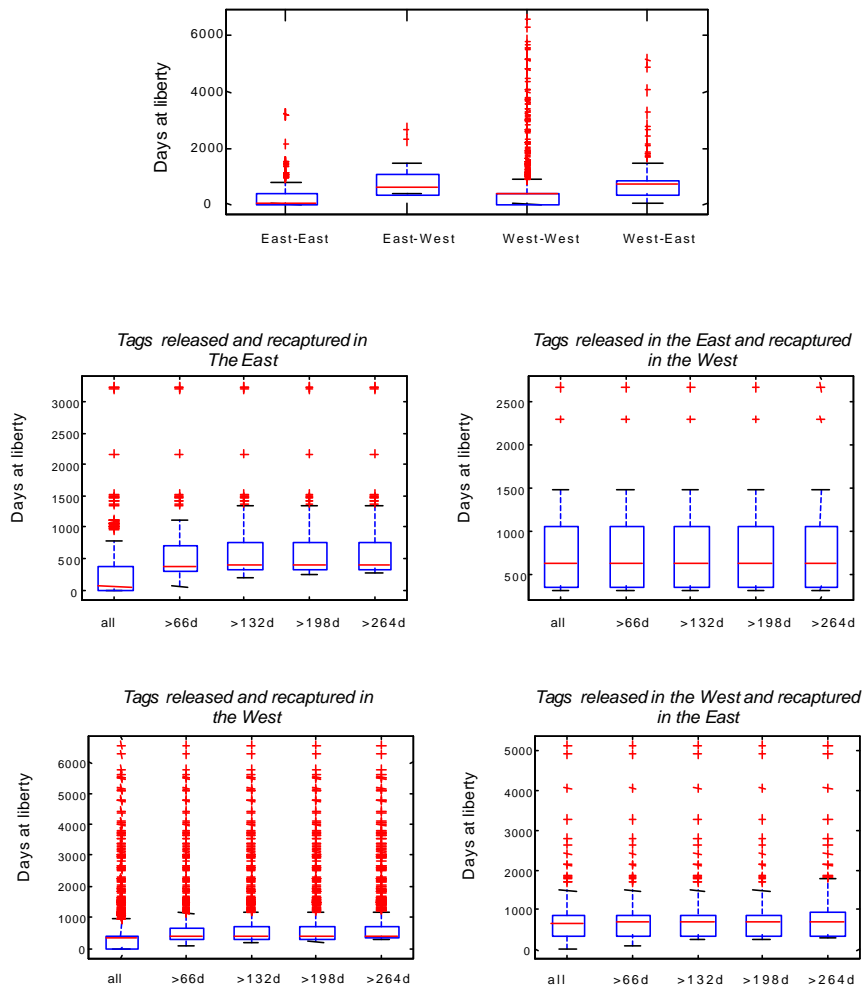 6000
4000
2000
0
Days at liberty
East-East East-West West-West West-East
Tags released and recaptured in
The East
3000
2500
2000
1500
1000
500
0
Days at liberty
all >66d >132d >198d >264d
Tags released in the East and recaptured
in the West
2500
2000
1500
1000
500
Days at liberty
all >66d >132d >198d >264d
Tags released and recaptured in
the West
6000
5000
4000
3000
2000
1000
0
Days at liberty
all >66d >132d >198d >264d
Tags released in the West and recaptured
in the East
5000
4000
3000
2000
1000
0
Days at liberty
all >66d >132d >198d >264d